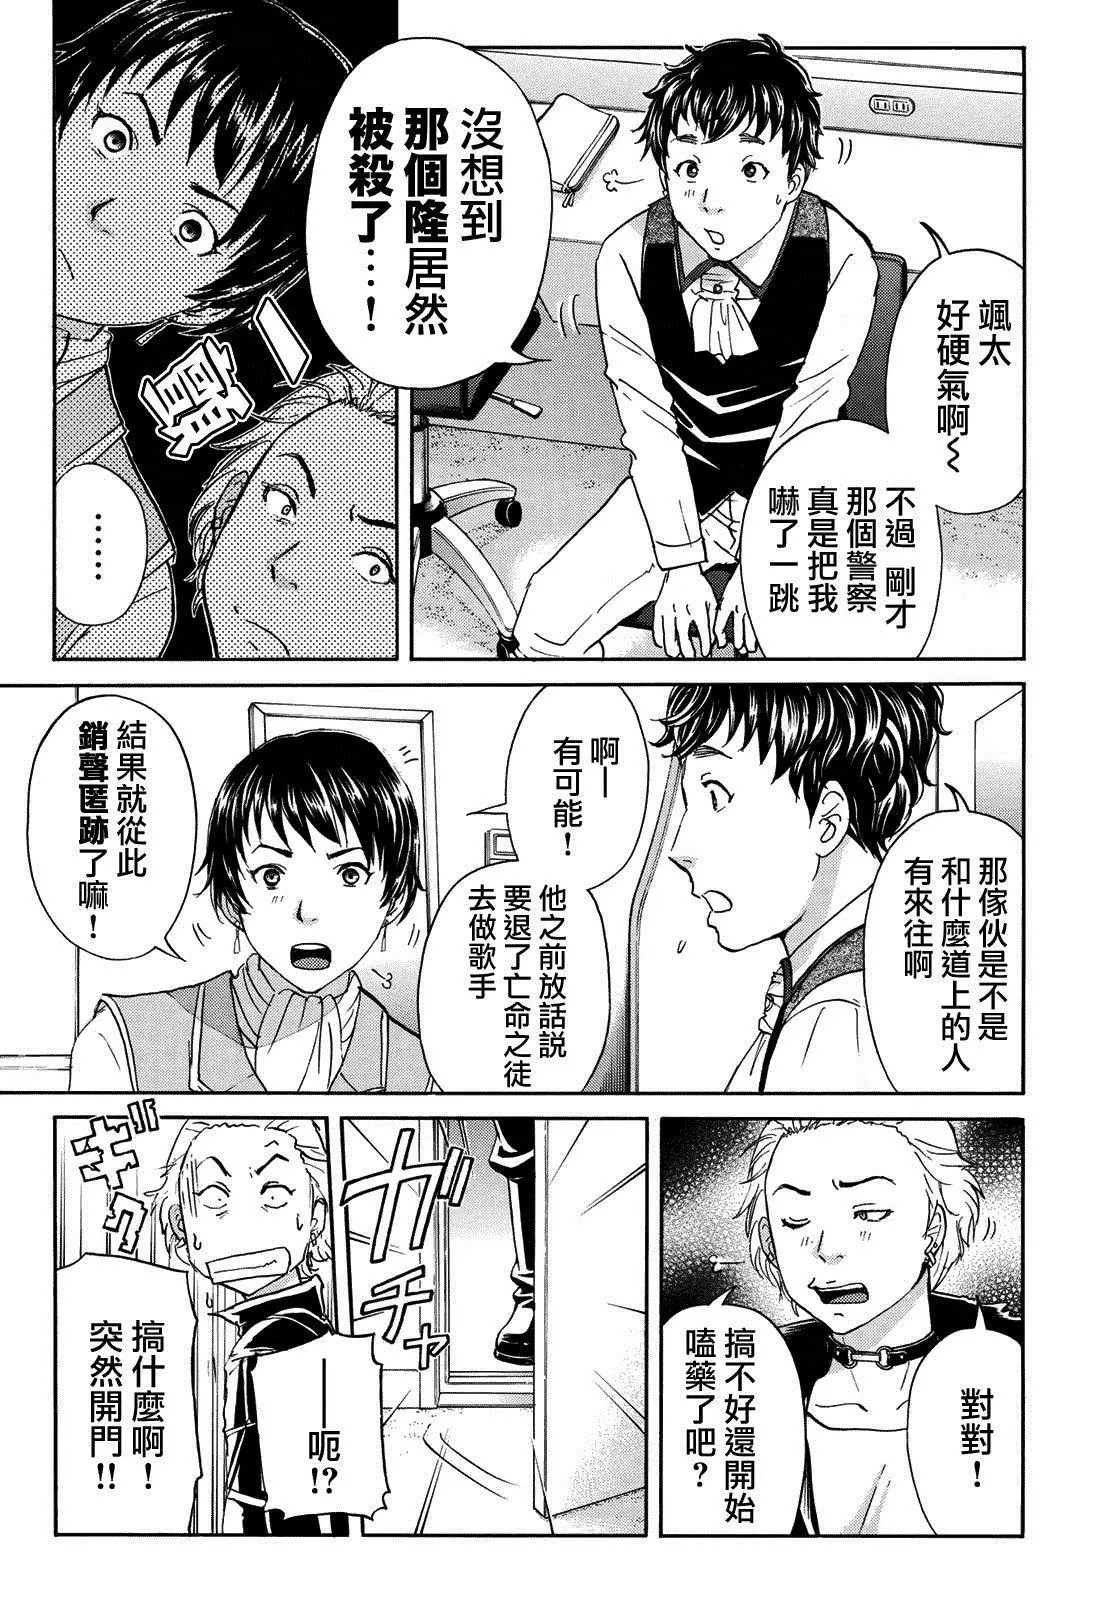 颯太
好硬氣啊～
不過 剛才
那個警察
真是把我
嚇了一跳
沒想到
那個隆居然
被殺了…！
顫
……
那傢伙是不是
和什麼道上的人
有來往啊
啊—
有可能！
他之前放話説
要退了亡命之徒
去做歌手
結果就從此
銷聲匿跡了嘛！
對對！
搞不好還開始
嗑藥了吧？
ガチャ
—呃!?
ギギク
搞什麼啊！
突然開門!!